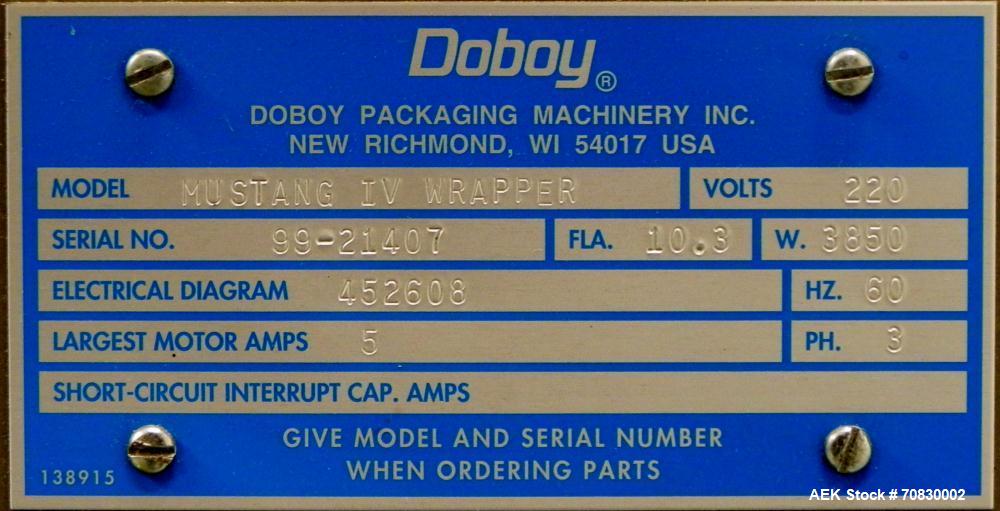 Doboy®
DOBOY PACKAGING MACHINERY INC.
NEW RICHMOND, WI 54017 USA
MODEL MUSTANG IV WRAPPER VOLTS 220
SERIAL NO. 99-21407 FLA. 10.3 W. 3850
ELECTRICAL DIAGRAM 452608 HZ. 60
LARGEST MOTOR AMPS 5 PH. 3
SHORT-CIRCUIT INTERRUPT CAP. AMPS
GIVE MODEL AND SERIAL NUMBER
WHEN ORDERING PARTS
138915
AEK Stock # 70830002